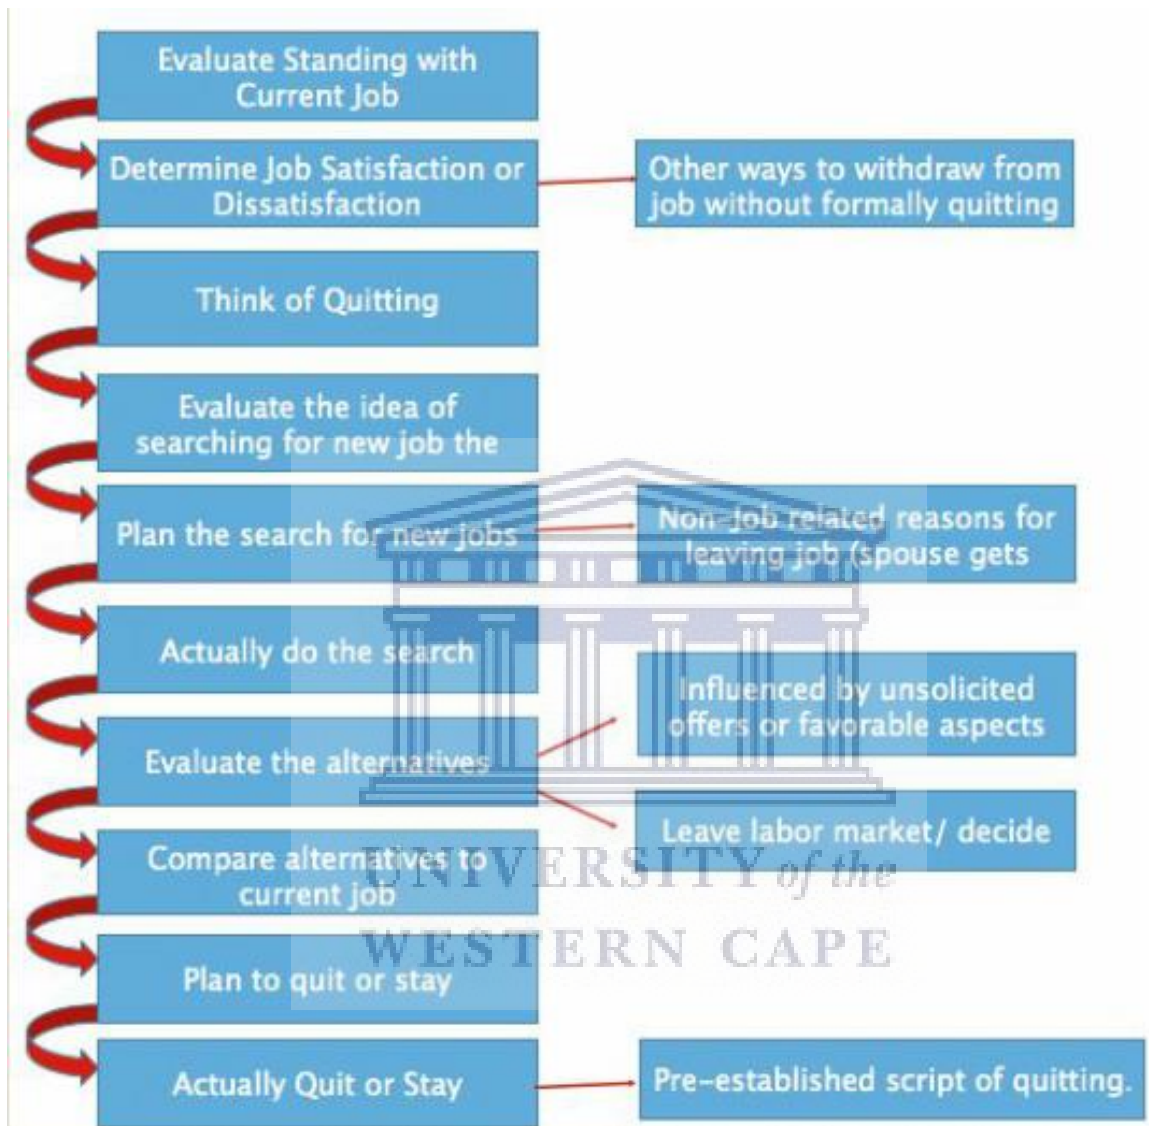 Evaluate Standing with
Current Job
Determine Job Satisfaction or
Dissatisfaction
Other ways to withdraw from
job without formally quitting
Think of Quitting
Evaluate the idea of
searching for new job the
Plan the search for new jobs
Non-Job related reasons for
leaving job (spouse gets
Actually do the search
Influenced by unsolicited
offers or favorable aspects
Evaluate the alternatives
Leave labor market/ decide
Compare alternatives to
current job
UNIVERSITY of the
WESTERN CAPE
Plan to quit or stay
Actually Quit or Stay
Pre-established script of quitting.